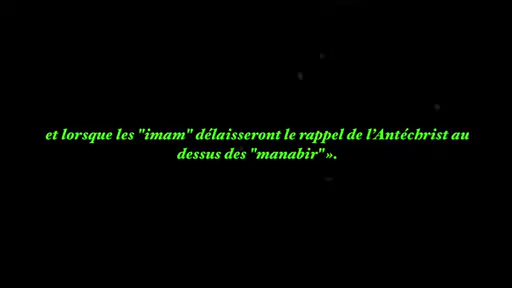 et lorsque les "imam" délaisseront le rappel de l'Antéchrist au
dessus des "manabir"».